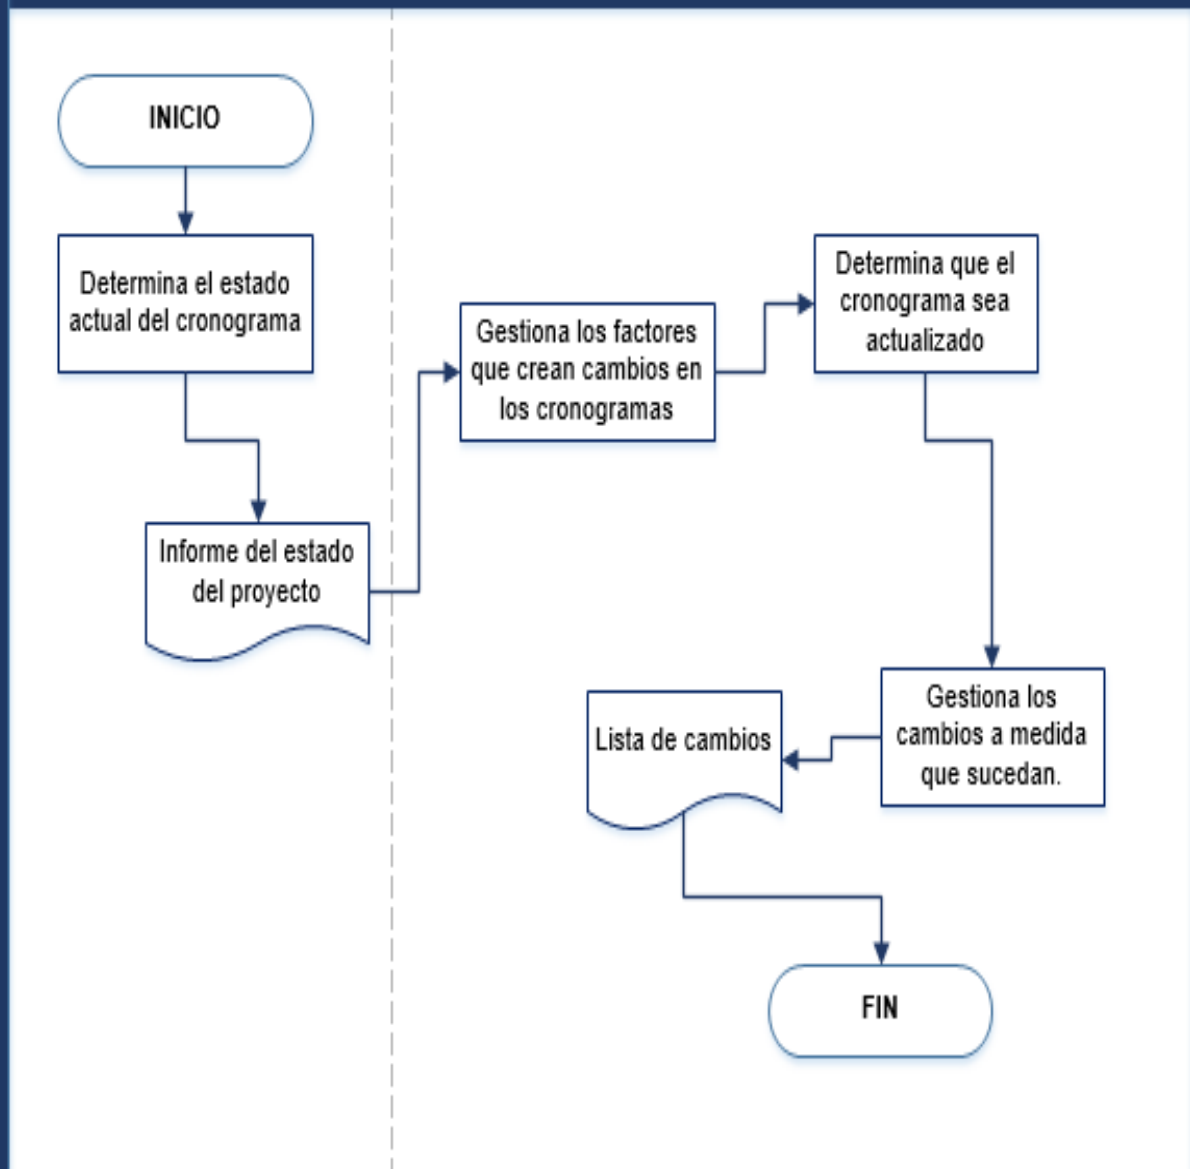 INICIO
Determina el estado
actual del cronograma
Informe del estado
del proyecto
Gestiona los factores
que crean cambios en
los cronogramas
Determina que el
cronograma sea
actualizado
Gestiona los
cambios a medida
que sucedan.
Lista de cambios
FIN